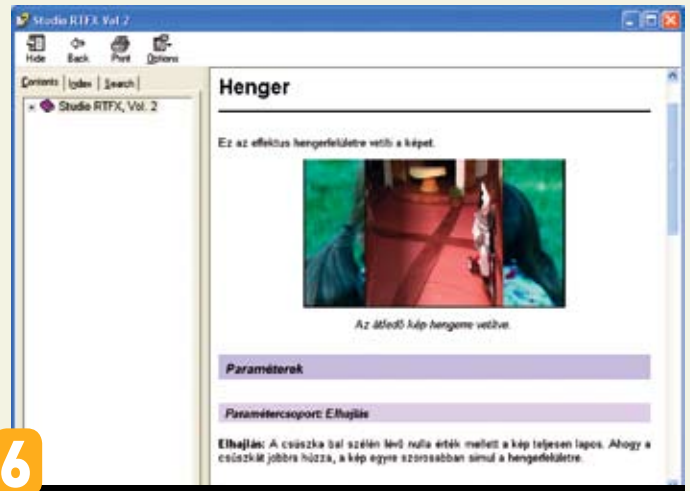 Studio RTFX Vol 2
Hide Back Print Options
Contents Index Search
Studio RTFX, Vol. 2
Henger
Ez az effektus hengerfelületre vetíti a képet.
Az átfedő kép hengerre vetítve.
Paraméterek
Paramétercsoport: Elhajlás
Elhajlás: A csúszka bal szélén lévő nulla érték mellett a kép teljesen lapos. Ahogy a
csúszkát jobbra húzza, a kép egyre szorosabban simul a hengerfelületre.
6